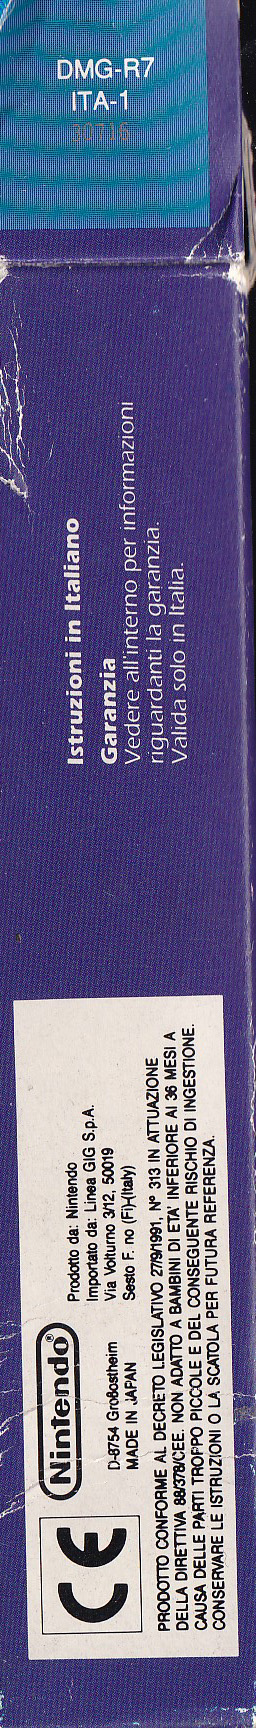 DMG-R7
ITA-1
30716
Istruzioni in Italiano
Garanzia
Vedere all'interno per informazioni
riguardanti la garanzia.
Valida solo in Italia.
CE
Nintendo®
D-8754 Großostheim
MADE IN JAPAN
Prodotto da: Nintendo
Importato da: Linea GIG S.p.A.
Via Volturno 3/12, 50019
Sesto F. no (FI)-(Italy)
PRODOTTO CONFORME AL DECRETO LEGISLATIVO 27/9/1991, N° 313 IN ATTUAZIONE
DELLA DIRETTIVA 88/378/CEE. NON ADATTO A BAMBINI DI ETA' INFERIORE AI 36 MESI A
CAUSA DELLE PARTI TROPPO PICCOLE E DEL CONSEGUENTE RISCHIO DI INGESTIONE.
CONSERVARE LE ISTRUZIONI O LA SCATOLA PER FUTURA REFERENZA.